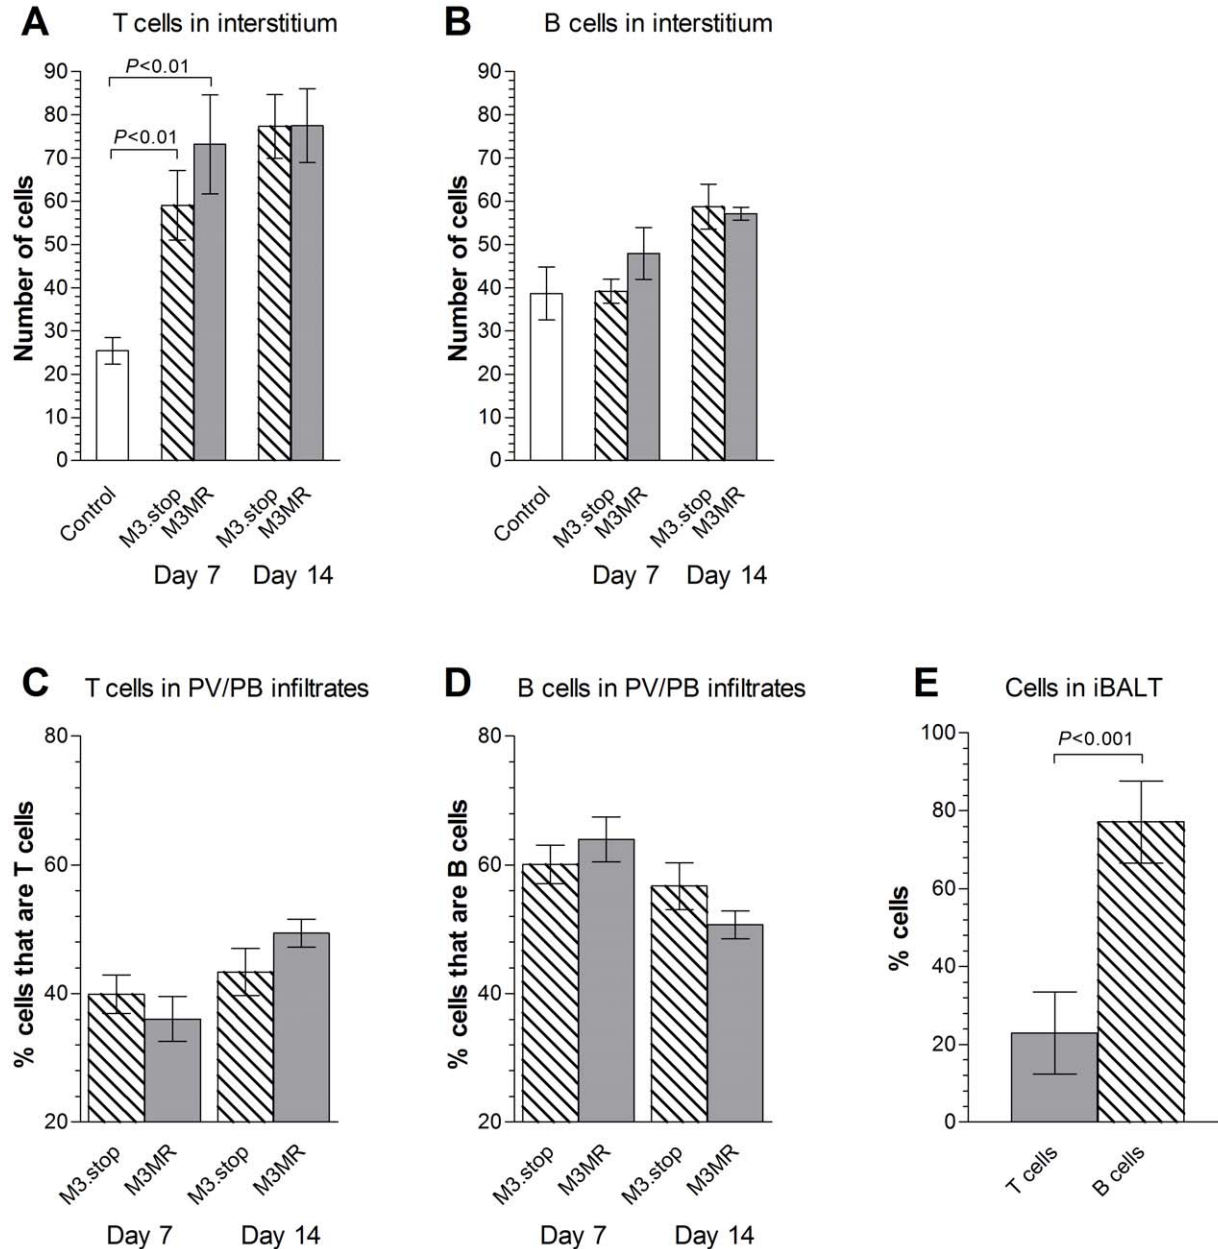 A T cells in interstitium
P<0.01
P<0.01
Number of cells
90
80
70
60
50
40
30
20
10
0
Control
M3.stop
M3MR
M3.stop
M3MR
Day 7
Day 14
B B cells in interstitium
Number of cells
90
80
70
60
50
40
30
20
10
0
Control
M3.stop
M3MR
M3.stop
M3MR
Day 7
Day 14
C T cells in PV/PB infiltrates
% cells that are T cells
80
60
40
20
M3.stop
M3MR
M3.stop
M3MR
Day 7
Day 14
D B cells in PV/PB infiltrates
% cells that are B cells
80
60
40
20
M3.stop
M3MR
M3.stop
M3MR
Day 7
Day 14
E Cells in iBALT
P<0.001
% cells
100
80
60
40
20
0
T cells
B cells